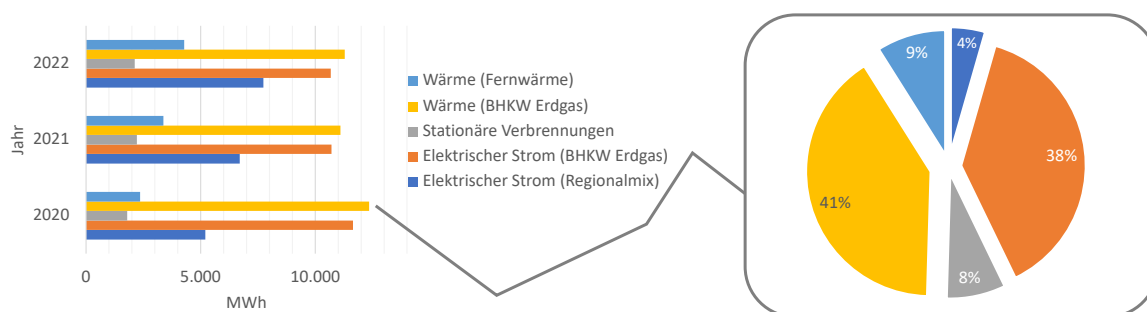 Jahr
2022
2021
2020
0
5.000
10.000
MWh
Wärme (Fernwärme)
Wärme (BHKW Erdgas)
Stationäre Verbrennungen
Elektrischer Strom (BHKW Erdgas)
Elektrischer Strom (Regionalmix)
9%
4%
38%
41%
8%